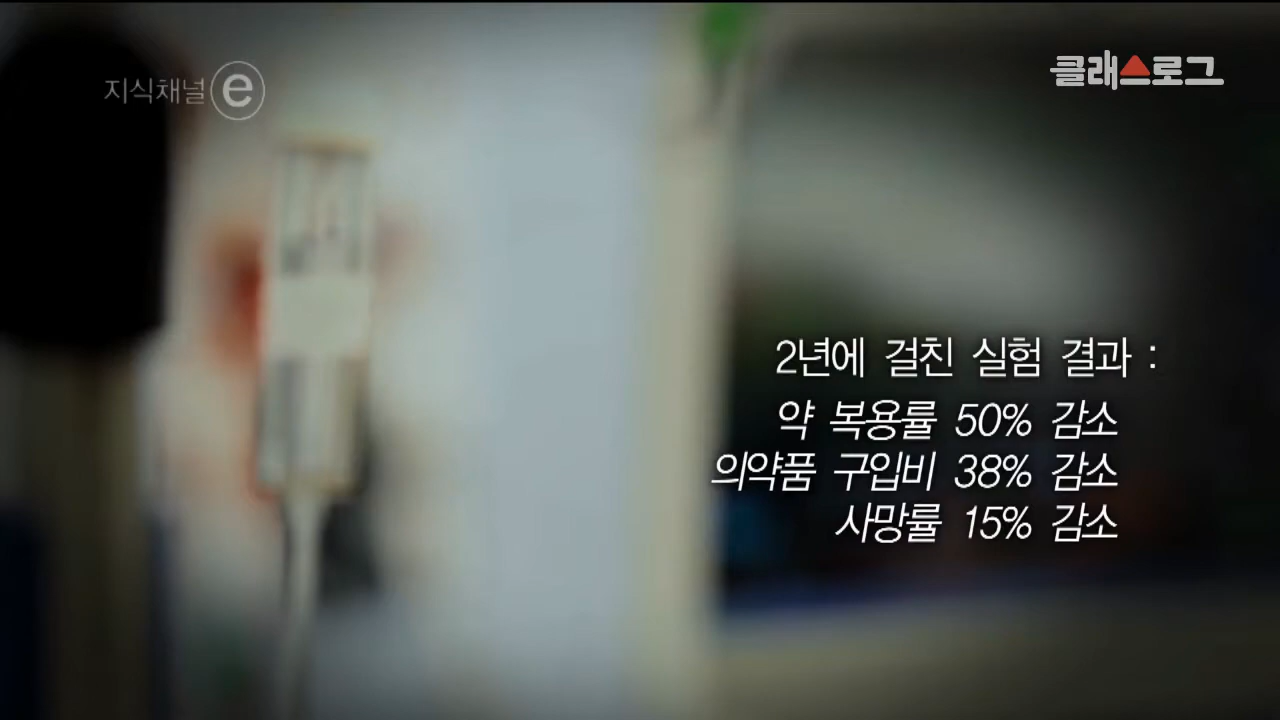 지식채널 e
클래스로그
2년에 걸친 실험 결과 :
약 복용률 50% 감소
의약품 구입비 38% 감소
사망률 15% 감소